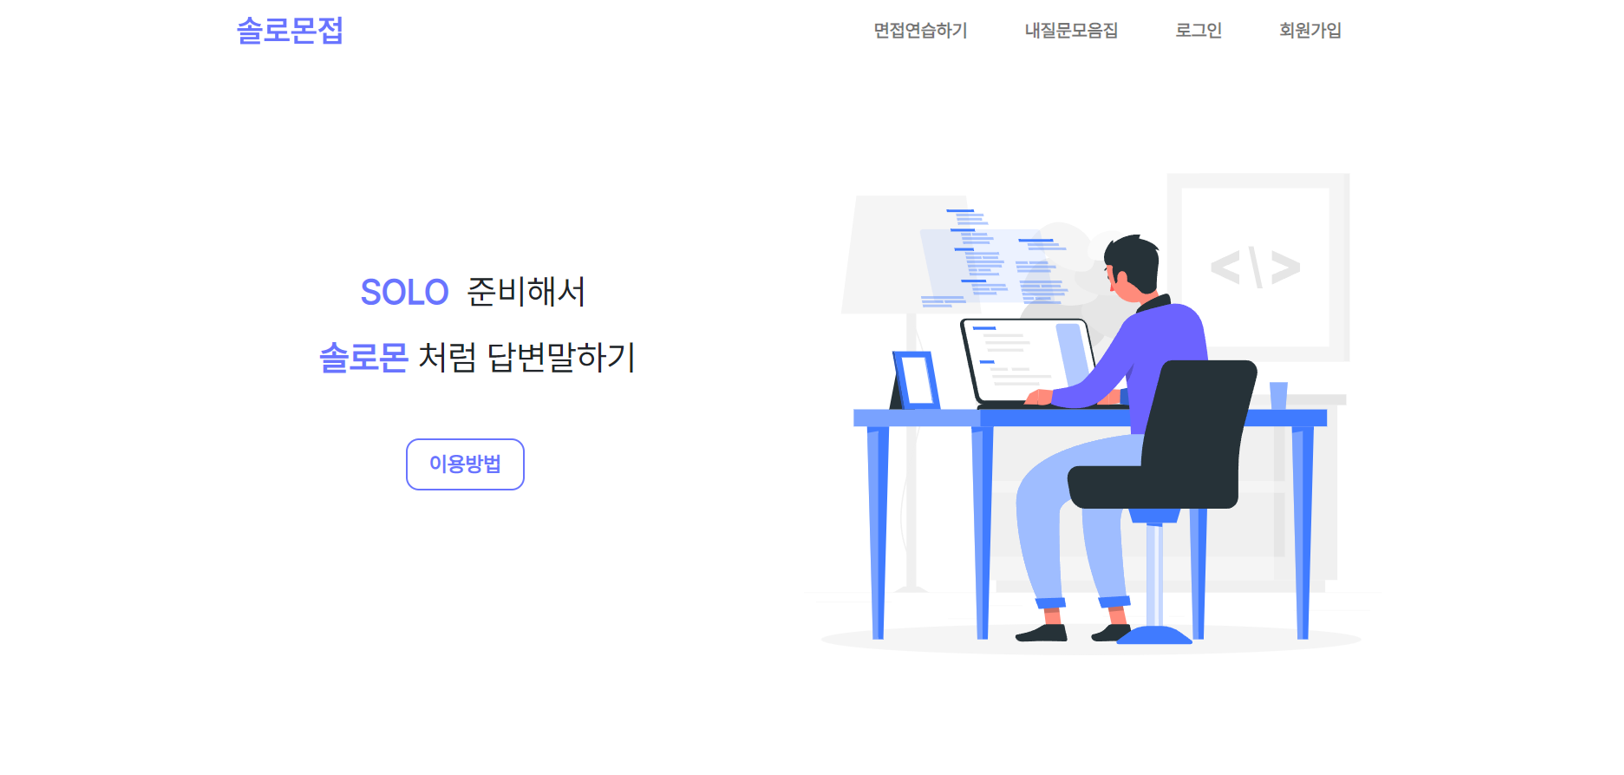 솔로몬접
면접연습하기 내질문모음집 로그인 회원가입
SOLO 준비해서
솔로몬 처럼 답변말하기
이용방법
</>